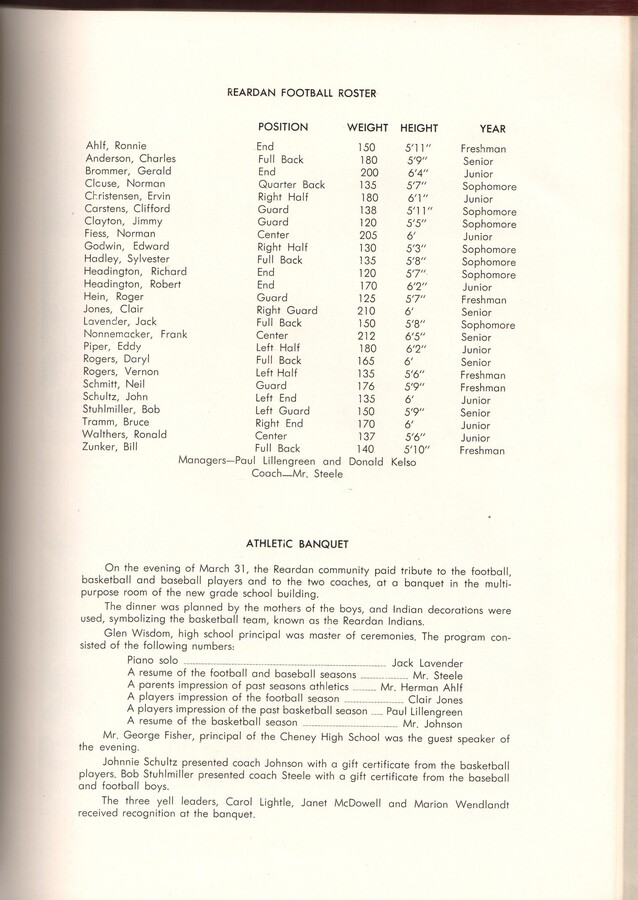 REARDAN FOOTBALL ROSTER
POSITION WEIGHT HEIGHT YEAR
Ahlf, Ronnie End 150 5'11" Freshman
Anderson, Charles Full Back 180 5'9" Senior
Brommer, Gerald End 200 6'4" Junior
Clouse, Norman Quarter Back 135 5'7" Sophomore
Christensen, Ervin Right Half 180 6'1" Junior
Carstens, Clifford Guard 138 5'11" Sophomore
Clayton, Jimmy Guard 120 5'5" Sophomore
Fiess, Norman Center 205 6' Junior
Godwin, Edward Right Half 130 5'3" Sophomore
Hadley, Sylvester Full Back 135 5'8" Sophomore
Headington, Richard End 120 5'7" Sophomore
Headington, Robert End 170 6'2" Junior
Hein, Roger Guard 125 5'7" Freshman
Jones, Clair Right Guard 210 6' Senior
Lavender, Jack Full Back 150 5'8" Sophomore
Nonnemacker, Frank Center 212 6'5" Senior
Piper, Eddy Left Half 180 6'2" Junior
Rogers, Daryl Full Back 165 6' Senior
Rogers, Vernon Left Half 135 5'6" Freshman
Schmitt, Neil Guard 176 5'9" Freshman
Schultz, John Left End 135 6' Junior
Stuhlmiller, Bob Left Guard 150 5'9" Senior
Tramm, Bruce Right End 170 6' Junior
Walthers, Ronald Center 137 5'6" Junior
Zunker, Bill Full Back 140 5'10" Freshman
Managers—Paul Lillengreen and Donald Kelso
Coach—Mr. Steele
ATHLETIC BANQUET
On the evening of March 31, the Reardan community paid tribute to the football,
basketball and baseball players and to the two coaches, at a banquet in the multi-
purpose room of the new grade school building.
The dinner was planned by the mothers of the boys, and Indian decorations were
used, symbolizing the basketball team, known as the Reardan Indians.
Glen Wisdom, high school principal was master of ceremonies. The program con-
sisted of the following numbers:
Piano solo ........ Jack Lavender
A resume of the football and baseball seasons ........ Mr. Steele
A parents impression of past seasons athletics ........ Mr. Herman Ahlf
A players impression of the football season ........ Clair Jones
A players impression of the past basketball season .... Paul Lillengreen
A resume of the basketball season ........ Mr. Johnson
Mr. George Fisher, principal of the Cheney High School was the guest speaker of
the evening.
Johnnie Schultz presented coach Johnson with a gift certificate from the basketball
players. Bob Stuhlmiller presented coach Steele with a gift certificate from the baseball
and football boys.
The three yell leaders, Carol Lightle, Janet McDowell and Marion Wendlandt
received recognition at the banquet.